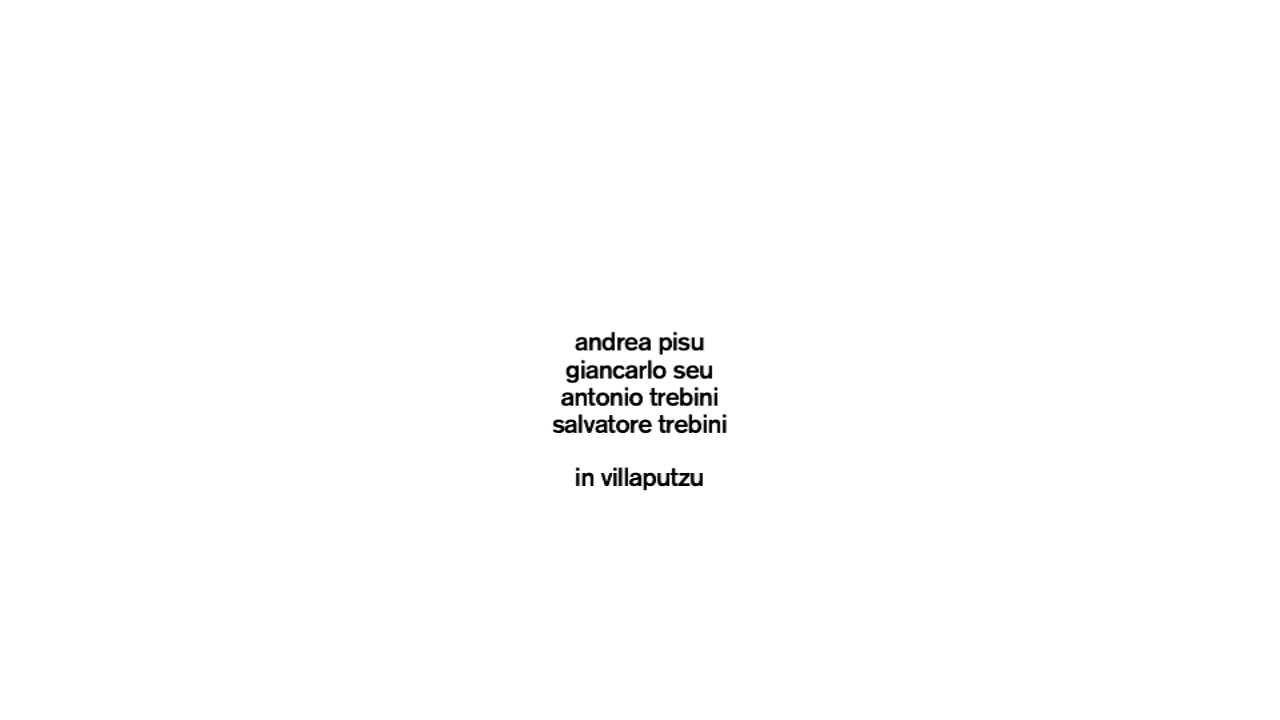 andrea pisu
giancarlo seu
antonio trebini
salvatore trebini
in villaputzu